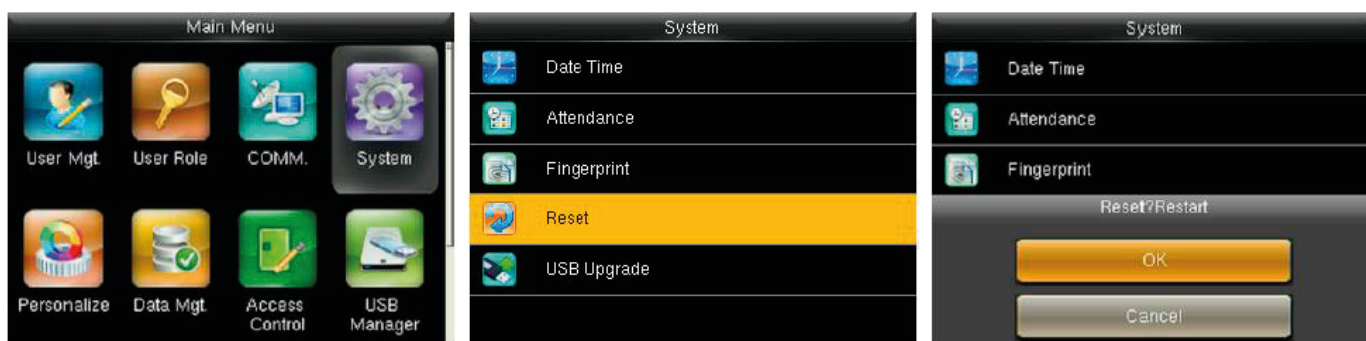 Main Menu
User Mgt. User Role COMM. System
Personalize Data Mgt. Access Control USB Manager
System
Date Time
Attendance
Fingerprint
Reset
USB Upgrade
System
Date Time
Attendance
Fingerprint
Reset?Restart
OK
Cancel